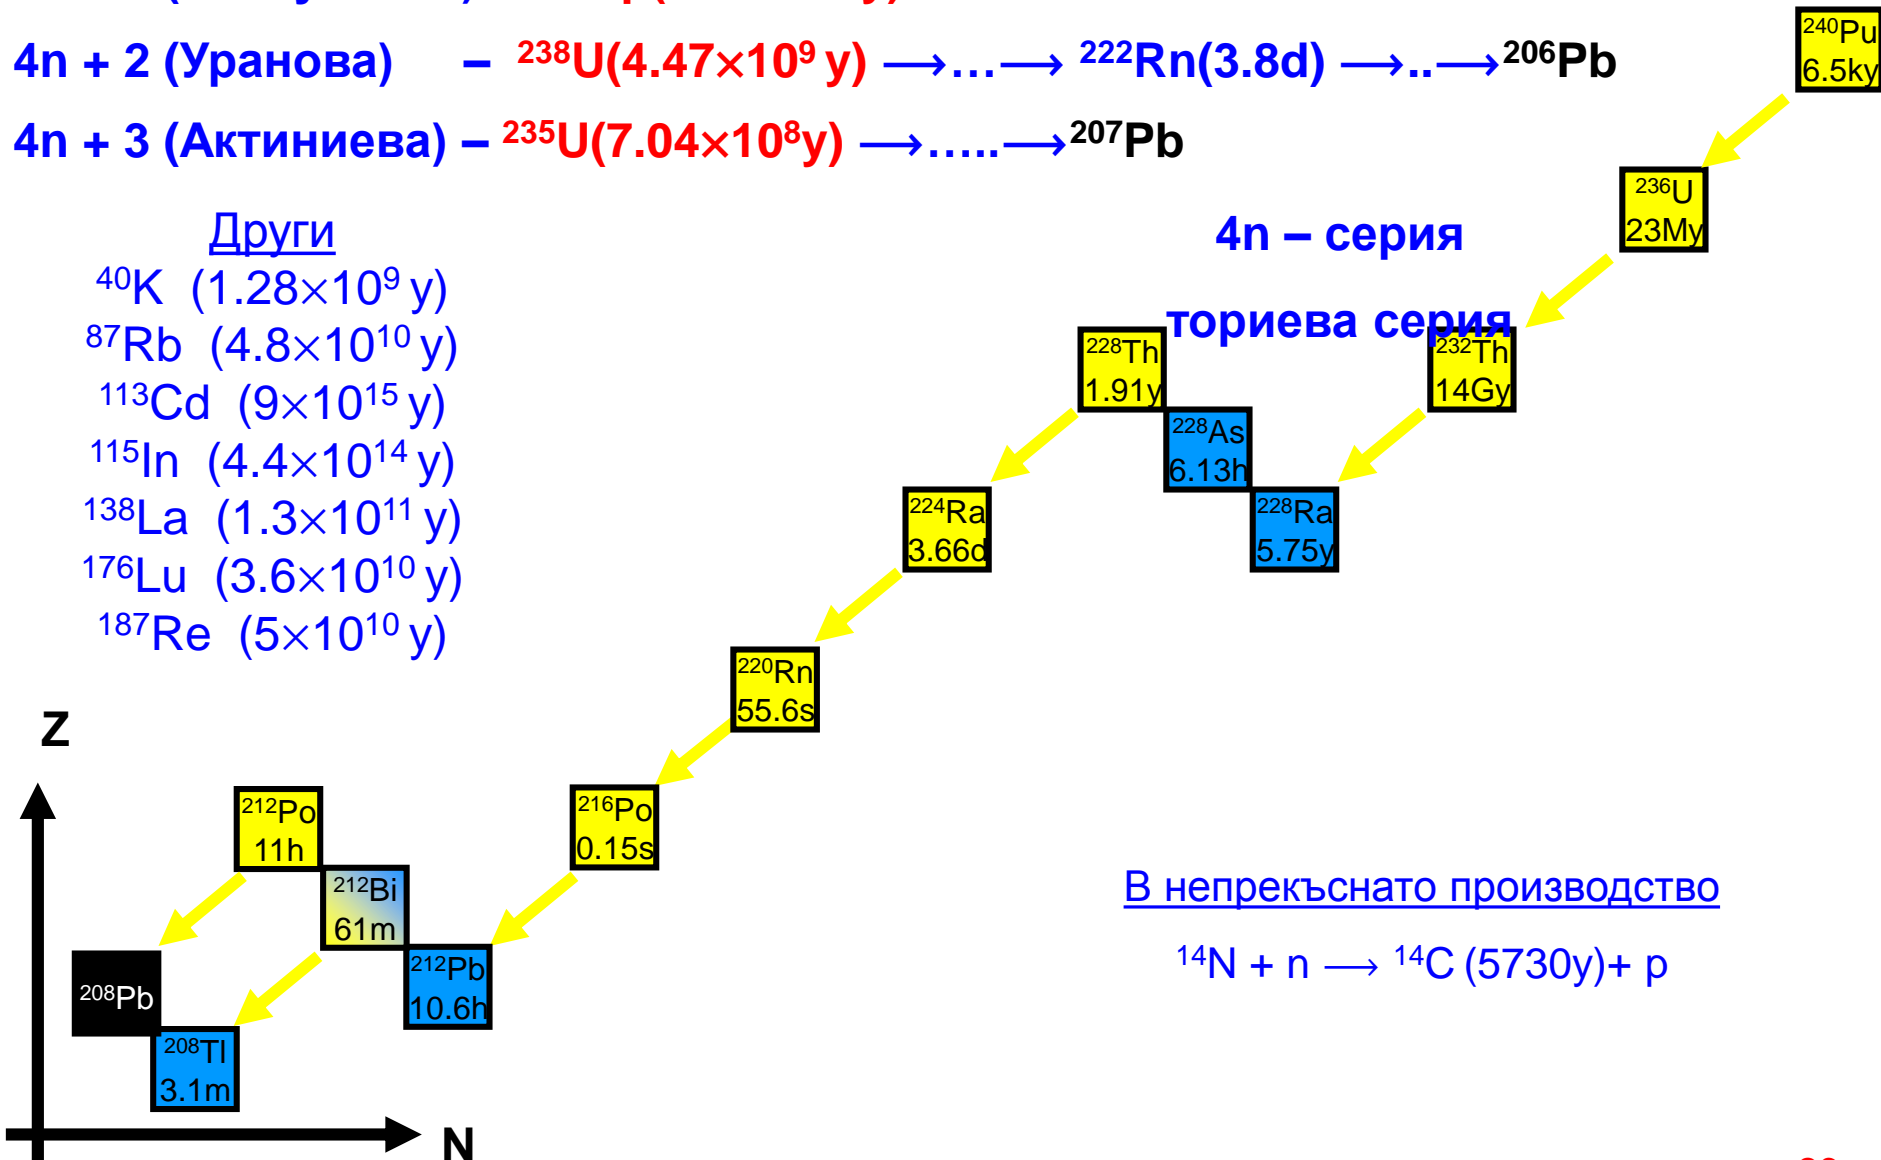 4n + 2 (Уранова) – ²³⁸U(4.47×10⁹ y) ⟶…⟶ ²²²Rn(3.8d) ⟶..⟶²⁰⁶Pb
4n + 3 (Актиниева) – ²³⁵U(7.04×10⁸y) ⟶…..⟶²⁰⁷Pb
²⁴⁰Pu
6.5ky
²³⁶U
23My
Други
⁴⁰K (1.28×10⁹ y)
⁸⁷Rb (4.8×10¹⁰ y)
¹¹³Cd (9×10¹⁵ y)
¹¹⁵In (4.4×10¹⁴ y)
¹³⁸La (1.3×10¹¹ y)
¹⁷⁶Lu (3.6×10¹⁰ y)
¹⁸⁷Re (5×10¹⁰ y)
4n – серия
ториева серия
²³²Th
14Gy
²²⁸Th
1.91y
²²⁸As
6.13h
²²⁸Ra
5.75y
²²⁴Ra
3.66d
²²⁰Rn
55.6s
²¹⁶Po
0.15s
²¹²Po
11h
²¹²Bi
61m
²¹²Pb
10.6h
²⁰⁸Pb
²⁰⁸Tl
3.1m
Z
N
В непрекъснато производство
¹⁴N + n ⟶ ¹⁴C (5730y)+ p